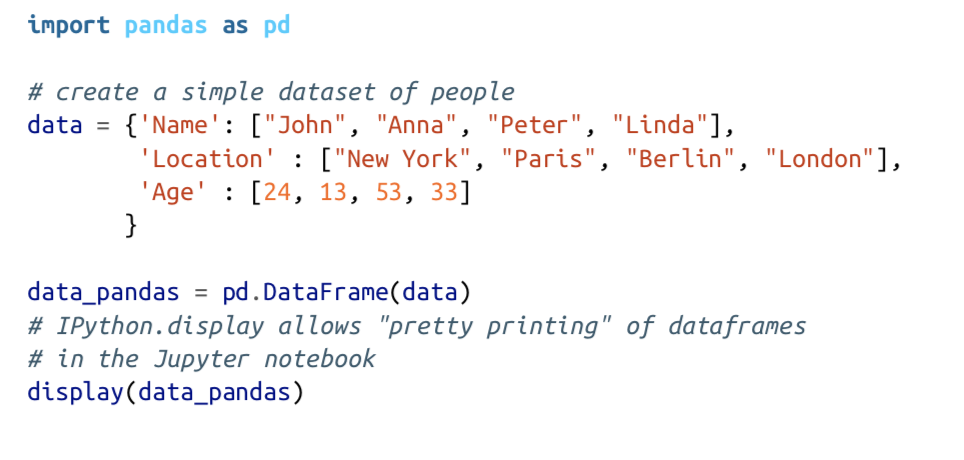 import pandas as pd
# create a simple dataset of people
data = {'Name': ["John", "Anna", "Peter", "Linda"],
        'Location' : ["New York", "Paris", "Berlin", "London"],
        'Age' : [24, 13, 53, 33]
       }
data_pandas = pd.DataFrame(data)
# IPython.display allows "pretty printing" of dataframes
# in the Jupyter notebook
display(data_pandas)